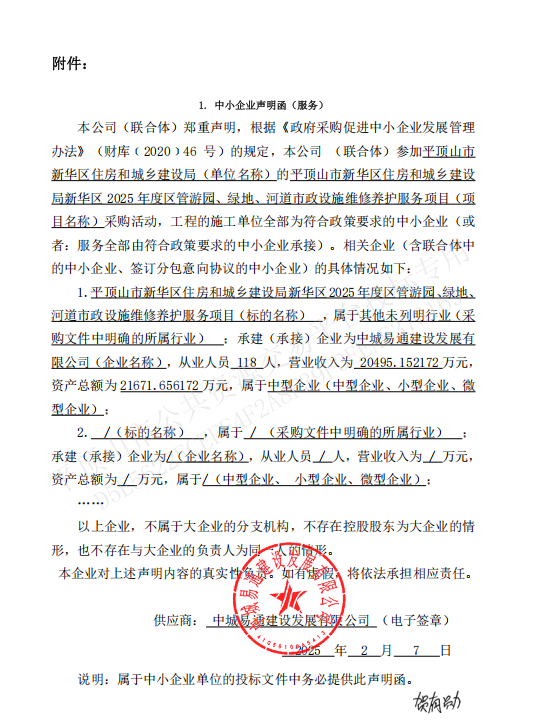 附件：
1. 中小企业声明函（服务）
本公司（联合体）郑重声明，根据《政府采购促进中小企业发展管理
办法》（财库﹝2020﹞46 号）的规定，本公司 （联合体）参加平顶山市
新华区住房和城乡建设局（单位名称）的平顶山市新华区住房和城乡建设
局新华区 2025 年度区管游园、绿地、河道市政设施维修养护服务项目（项
目名称）采购活动，工程的施工单位全部为符合政策要求的中小企业（或
者：服务全部由符合政策要求的中小企业承接）。相关企业（含联合体中
的中小企业、签订分包意向协议的中小企业）的具体情况如下：
1.平顶山市新华区住房和城乡建设局新华区 2025年度区管游园、绿地、
河道市政设施维修养护服务项目（标的名称） ，属于其他未列明行业（采
购文件中明确的所属行业） ；承建（承接）企业为中城易通建设发展有
限公司（企业名称），从业人员 118 人，营业收入为 20495.152172 万元，
资产总额为 21671.656172 万元，属于中型企业（中型企业、小型企业、微
型企业）；
2. /（标的名称） ，属于 / （采购文件中明确的所属行业） ；
承建（承接）企业为/（企业名称），从业人员 / 人，营业收入为 / 万元，
资产总额为 / 万元，属于/（中型企业、 小型企业、微型企业）；
……
以上企业，不属于大企业的分支机构，不存在控股股东为大企业的情
形，也不存在与大企业的负责人为同一人的情形。
本企业对上述声明内容的真实性负责。如有虚假，将依法承担相应责任。
供应商： 中城易通建设发展有限公司 （电子签章）
2025 年 2 月 7 日
说明：属于中小企业单位的投标文件中务必提供此声明函。
中城易通建设发展有限公司